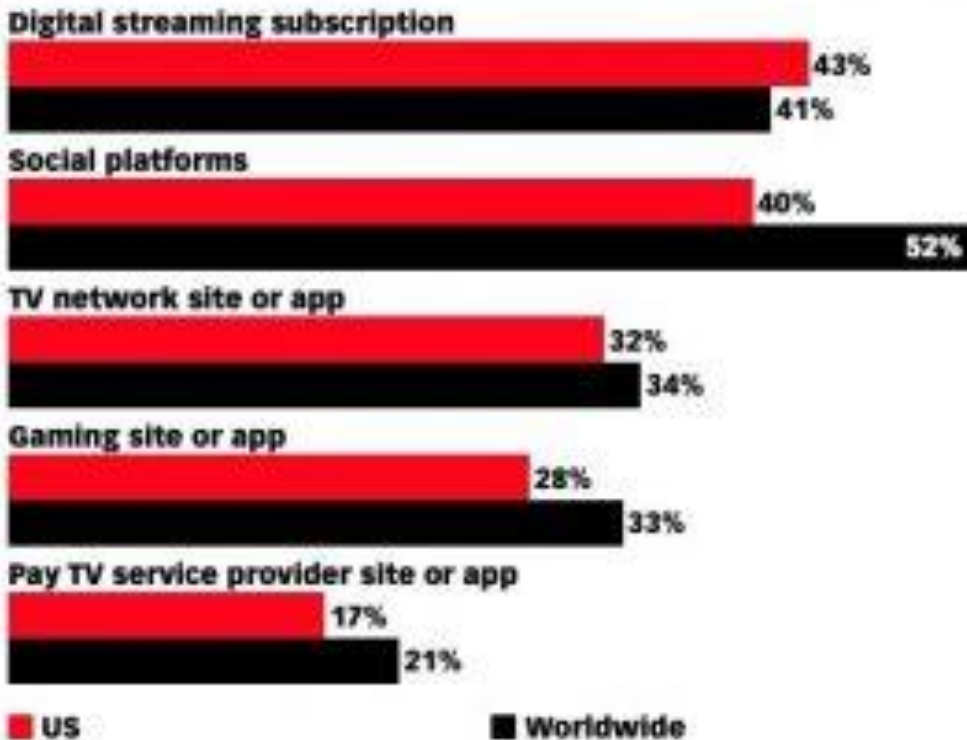 Digital streaming subscription
43%
41%
Social platforms
40%
52%
TV network site or app
32%
34%
Gaming site or app
28%
33%
Pay TV service provider site or app
17%
21%
US Worldwide